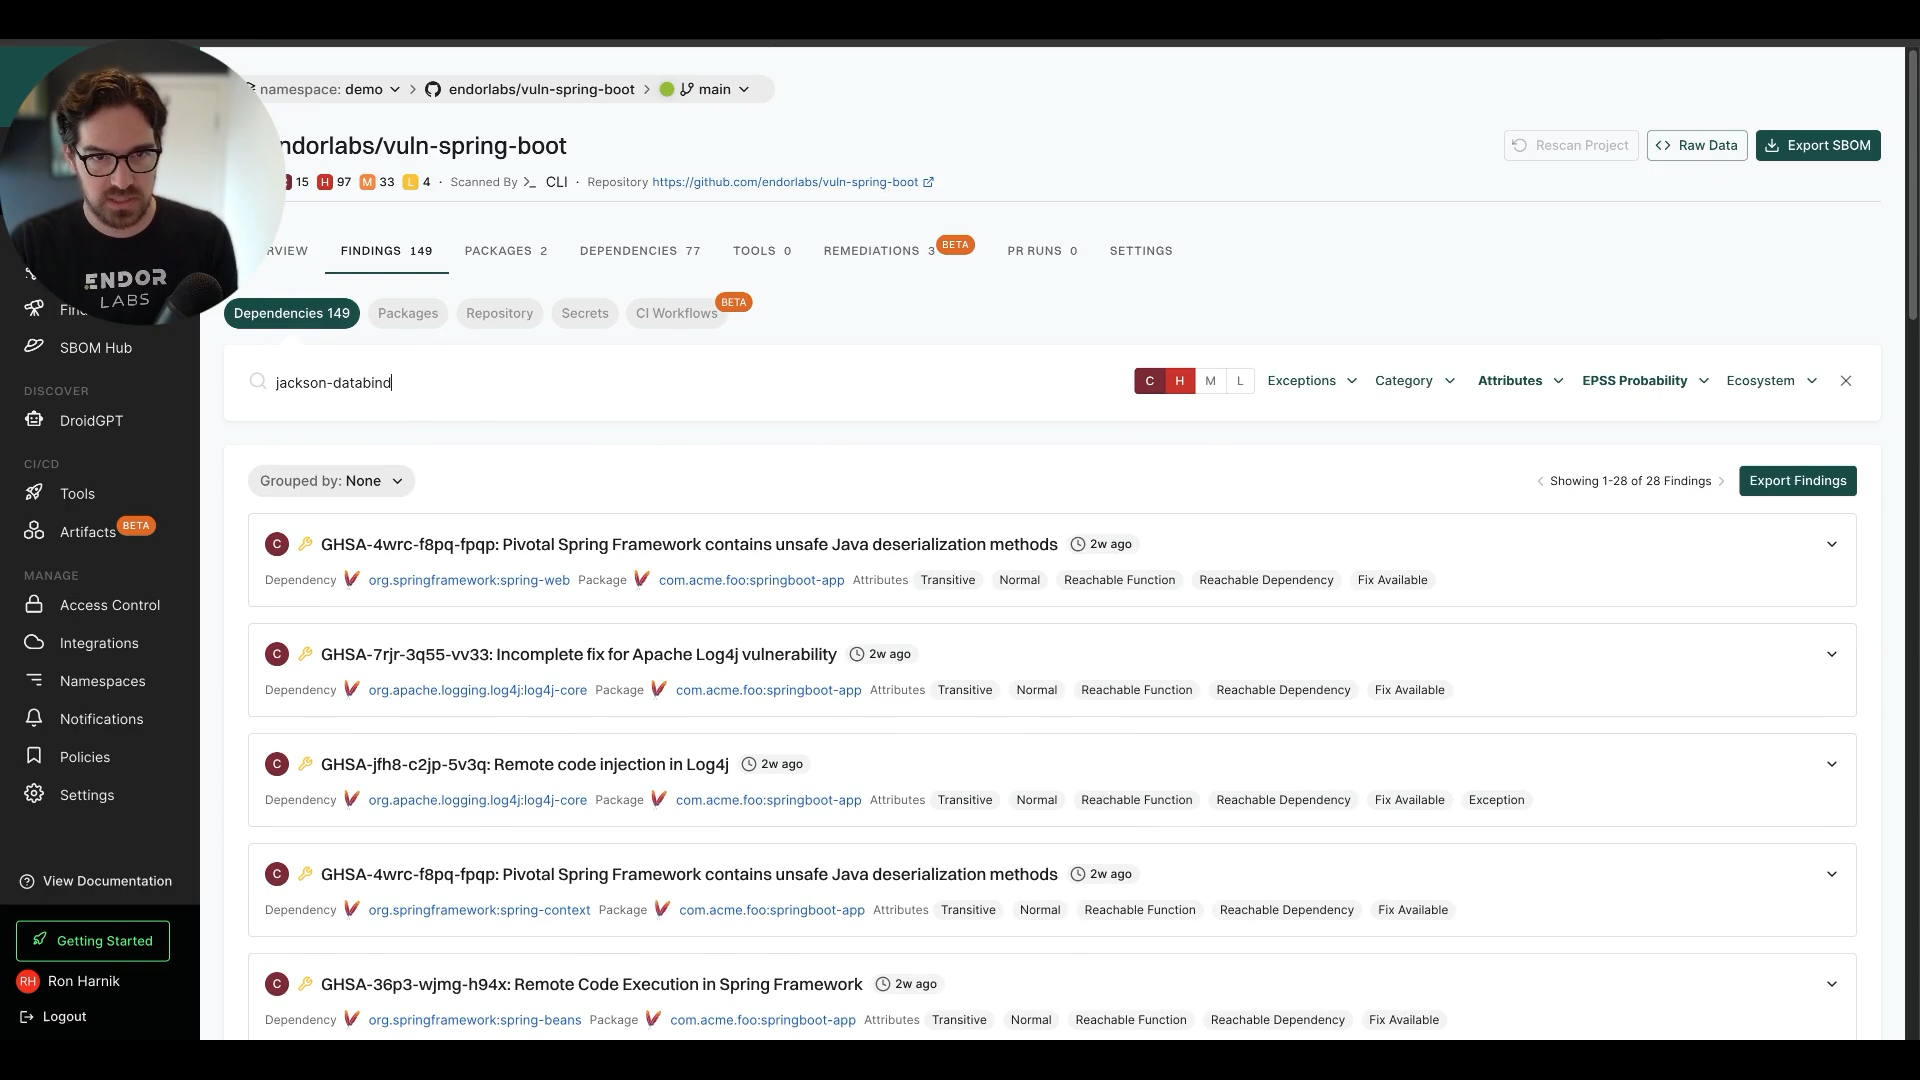 namespace: demo > endorlabs/vuln-spring-boot > main
ndorlabs/vuln-spring-boot
Rescan Project
Raw Data
Export SBOM
15 H 97 M 33 L 4 · Scanned By CLI · Repository https://github.com/endorlabs/vuln-spring-boot
RVIEW
FINDINGS 149
PACKAGES 2
DEPENDENCIES 77
TOOLS 0
REMEDIATIONS 3
BETA
PR RUNS 0
SETTINGS
Dependencies 149
Packages
Repository
Secrets
CI Workflows
BETA
jackson-databind
C H M L
Exceptions
Category
Attributes
EPSS Probability
Ecosystem
Grouped by: None
Showing 1-28 of 28 Findings
Export Findings
C GHSA-4wrc-f8pq-fpqp: Pivotal Spring Framework contains unsafe Java deserialization methods 2w ago
Dependency org.springframework:spring-web Package com.acme.foo:springboot-app Attributes Transitive Normal Reachable Function Reachable Dependency Fix Available
C GHSA-7rjr-3q55-vv33: Incomplete fix for Apache Log4j vulnerability 2w ago
Dependency org.apache.logging.log4j:log4j-core Package com.acme.foo:springboot-app Attributes Transitive Normal Reachable Function Reachable Dependency Fix Available
C GHSA-jfh8-c2jp-5v3q: Remote code injection in Log4j 2w ago
Dependency org.apache.logging.log4j:log4j-core Package com.acme.foo:springboot-app Attributes Transitive Normal Reachable Function Reachable Dependency Fix Available Exception
C GHSA-4wrc-f8pq-fpqp: Pivotal Spring Framework contains unsafe Java deserialization methods 2w ago
Dependency org.springframework:spring-context Package com.acme.foo:springboot-app Attributes Transitive Normal Reachable Function Reachable Dependency Fix Available
C GHSA-36p3-wjmg-h94x: Remote Code Execution in Spring Framework 2w ago
Dependency org.springframework:spring-beans Package com.acme.foo:springboot-app Attributes Transitive Normal Reachable Function Reachable Dependency Fix Available
ENDOR
LABS
Fin
SBOM Hub
DISCOVER
DroidGPT
CI/CD
Tools
Artifacts BETA
MANAGE
Access Control
Integrations
Namespaces
Notifications
Policies
Settings
View Documentation
Getting Started
RH Ron Harnik
Logout